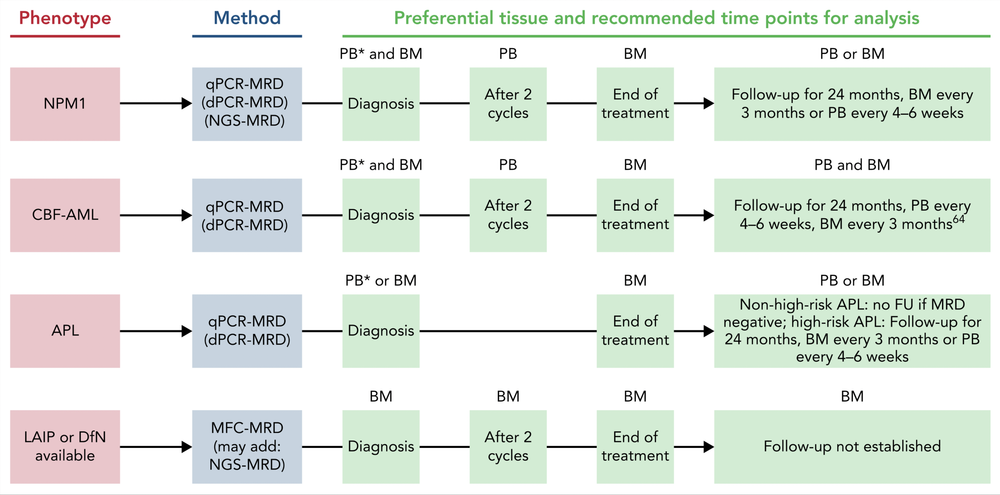 Phenotype
Method
Preferential tissue and recommended time points for analysis
PB* and BM
PB
BM
PB or BM
NPM1
qPCR-MRD
(dPCR-MRD)
(NGS-MRD)
Diagnosis
After 2
cycles
End of
treatment
Follow-up for 24 months, BM every
3 months or PB every 4–6 weeks
PB* and BM
PB
BM
PB and BM
CBF-AML
qPCR-MRD
(dPCR-MRD)
Diagnosis
After 2
cycles
End of
treatment
Follow-up for 24 months, PB every
4–6 weeks, BM every 3 months⁶⁴
PB* or BM
BM
PB or BM
APL
qPCR-MRD
(dPCR-MRD)
Diagnosis
End of
treatment
Non-high-risk APL: no FU if MRD
negative; high-risk APL: Follow-up for
24 months, BM every 3 months or PB
every 4–6 weeks
BM
BM
BM
BM
LAIP or DfN
available
MFC-MRD
(may add:
NGS-MRD)
Diagnosis
After 2
cycles
End of
treatment
Follow-up not established